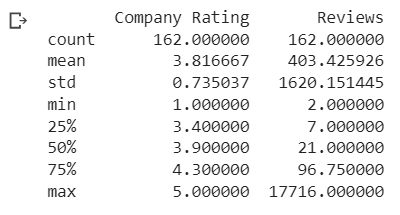 Company Rating Reviews
count 162.000000 162.000000
mean 3.816667 403.425926
std 0.735037 1620.151445
min 1.000000 2.000000
25% 3.400000 7.000000
50% 3.900000 21.000000
75% 4.300000 96.750000
max 5.000000 17716.000000